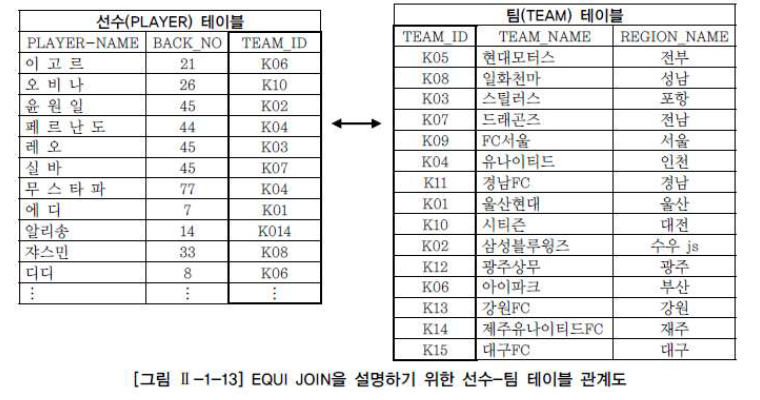 선수(PLAYER) 테이블
PLAYER-NAME BACK_NO TEAM_ID
이 고 르 21 K06
오 비 나 26 K10
윤 원 일 45 K02
페 르 난 도 44 K04
레 오 45 K03
실 바 45 K07
무 스 타 파 77 K04
에 디 7 K01
알리송 14 K014
쟈스민 33 K08
디디 8 K06
⋮ ⋮ ⋮
팀(TEAM) 테이블
TEAM_ID TEAM_NAME REGION_NAME
K05 현대모터스 전부
K08 일화천마 성남
K03 스틸러스 포항
K07 드래곤즈 전남
K09 FC서울 서울
K04 유나이티드 인천
K11 경남FC 경남
K01 울산현대 울산
K10 시티즌 대전
K02 삼성블루윙즈 수우 js
K12 광주상무 광주
K06 아이파크 부산
K13 강원FC 강원
K14 제주유나이티드FC 재주
K15 대구FC 대구
[그림 Ⅱ-1-13] EQUI JOIN을 설명하기 위한 선수-팀 테이블 관계도